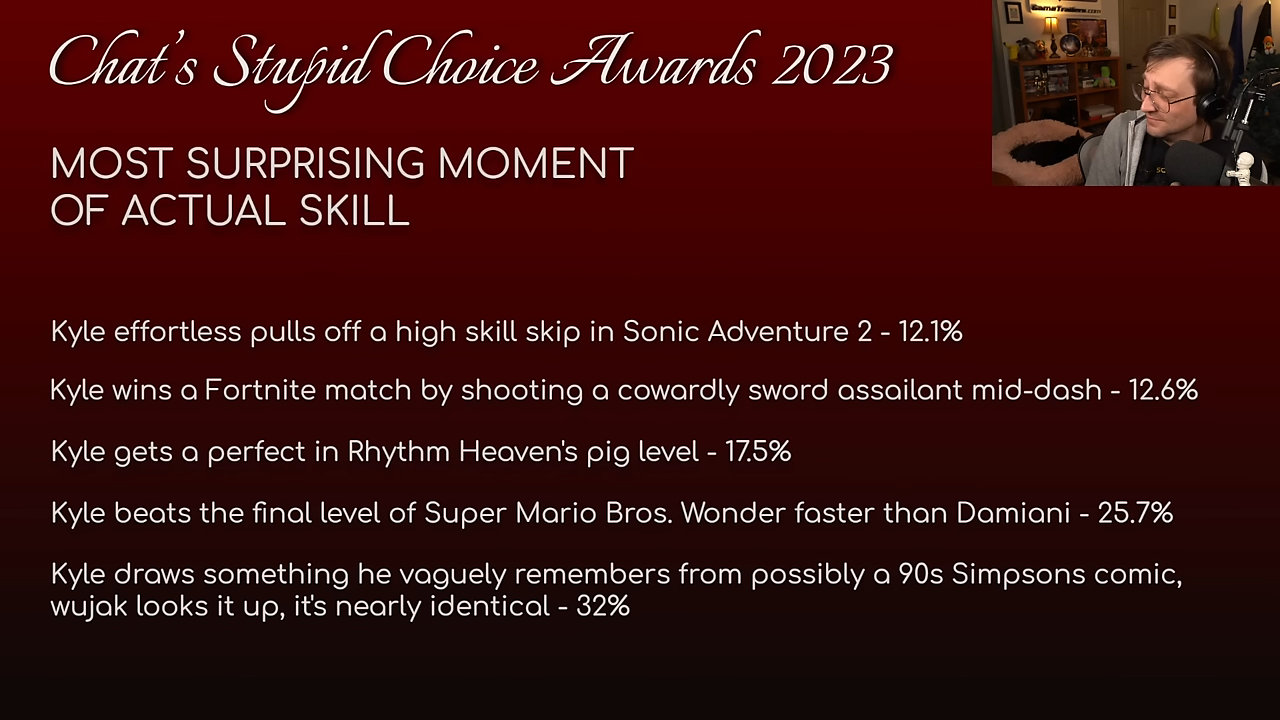 Chat's Stupid Choice Awards 2023
GameTrailers.com
MOST SURPRISING MOMENT
OF ACTUAL SKILL
Kyle effortless pulls off a high skill skip in Sonic Adventure 2 - 12.1%
Kyle wins a Fortnite match by shooting a cowardly sword assailant mid-dash - 12.6%
Kyle gets a perfect in Rhythm Heaven's pig level - 17.5%
Kyle beats the final level of Super Mario Bros. Wonder faster than Damiani - 25.7%
Kyle draws something he vaguely remembers from possibly a 90s Simpsons comic,
wujak looks it up, it's nearly identical - 32%